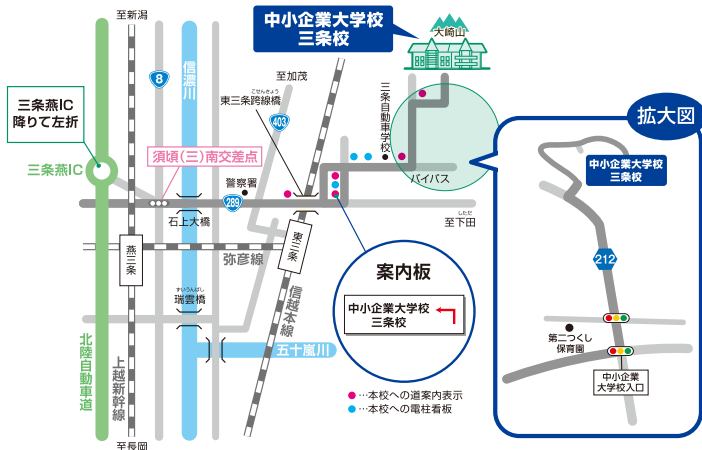 至新潟
8
信濃川
中小企業大学校
三条校
大崎山
至加茂
三条燕IC
降りて左折
ごせんきょう
東三条跨線橋
403
三条自動車学校
拡大図
須頃(三)南交差点
三条燕IC
警察署
289
バイパス
石上大橋
しただ
至下田
燕三条
弥彦線
東三条
ずいうんばし
瑞雲橋
信越本線
五十嵐川
北陸自動車道
上越新幹線
至長岡
案内板
中小企業大学校
三条校
●…本校への道案内表示
●…本校への電柱看板
中小企業大学校
三条校
212
第二つくし
保育園
中小企業
大学校入口